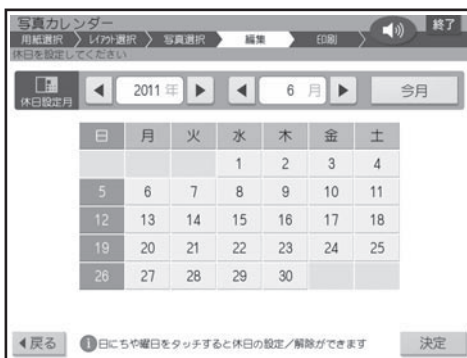 写真カレンダー 終了
用紙選択 レイアウト選択 写真選択 編集 印刷
休日を設定してください
休日設定月 2011 年 6 月 今月
日 月 火 水 木 金 土
1 2 3 4
5 6 7 8 9 10 11
12 13 14 15 16 17 18
19 20 21 22 23 24 25
26 27 28 29 30
戻る 日にちや曜日をタッチすると休日の設定／解除ができます 決定